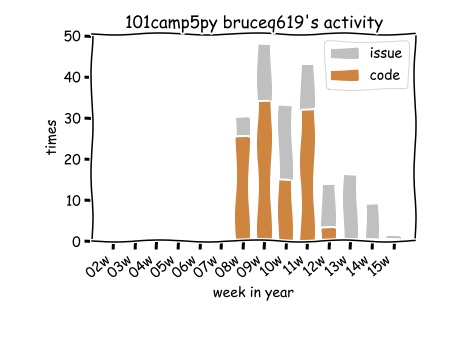 101camp5py bruceq619's activity
50
40
30
20
10
0
times
issue
code
02w 03w 04w 05w 06w 07w 08w 09w 10w 11w 12w 13w 14w 15w
week in year